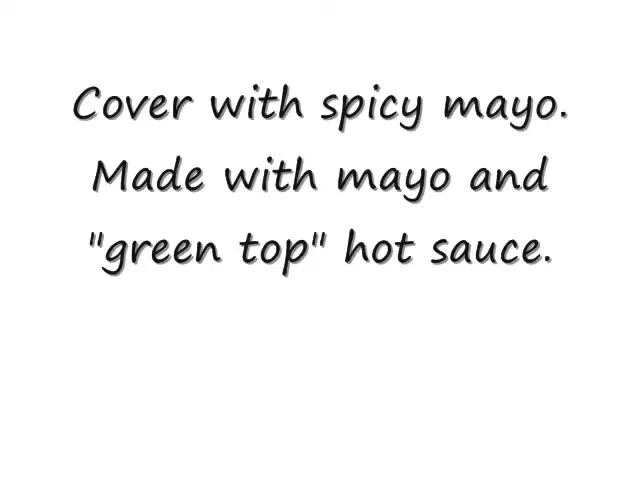 Cover with spicy mayo.
Made with mayo and
"green top" hot sauce.